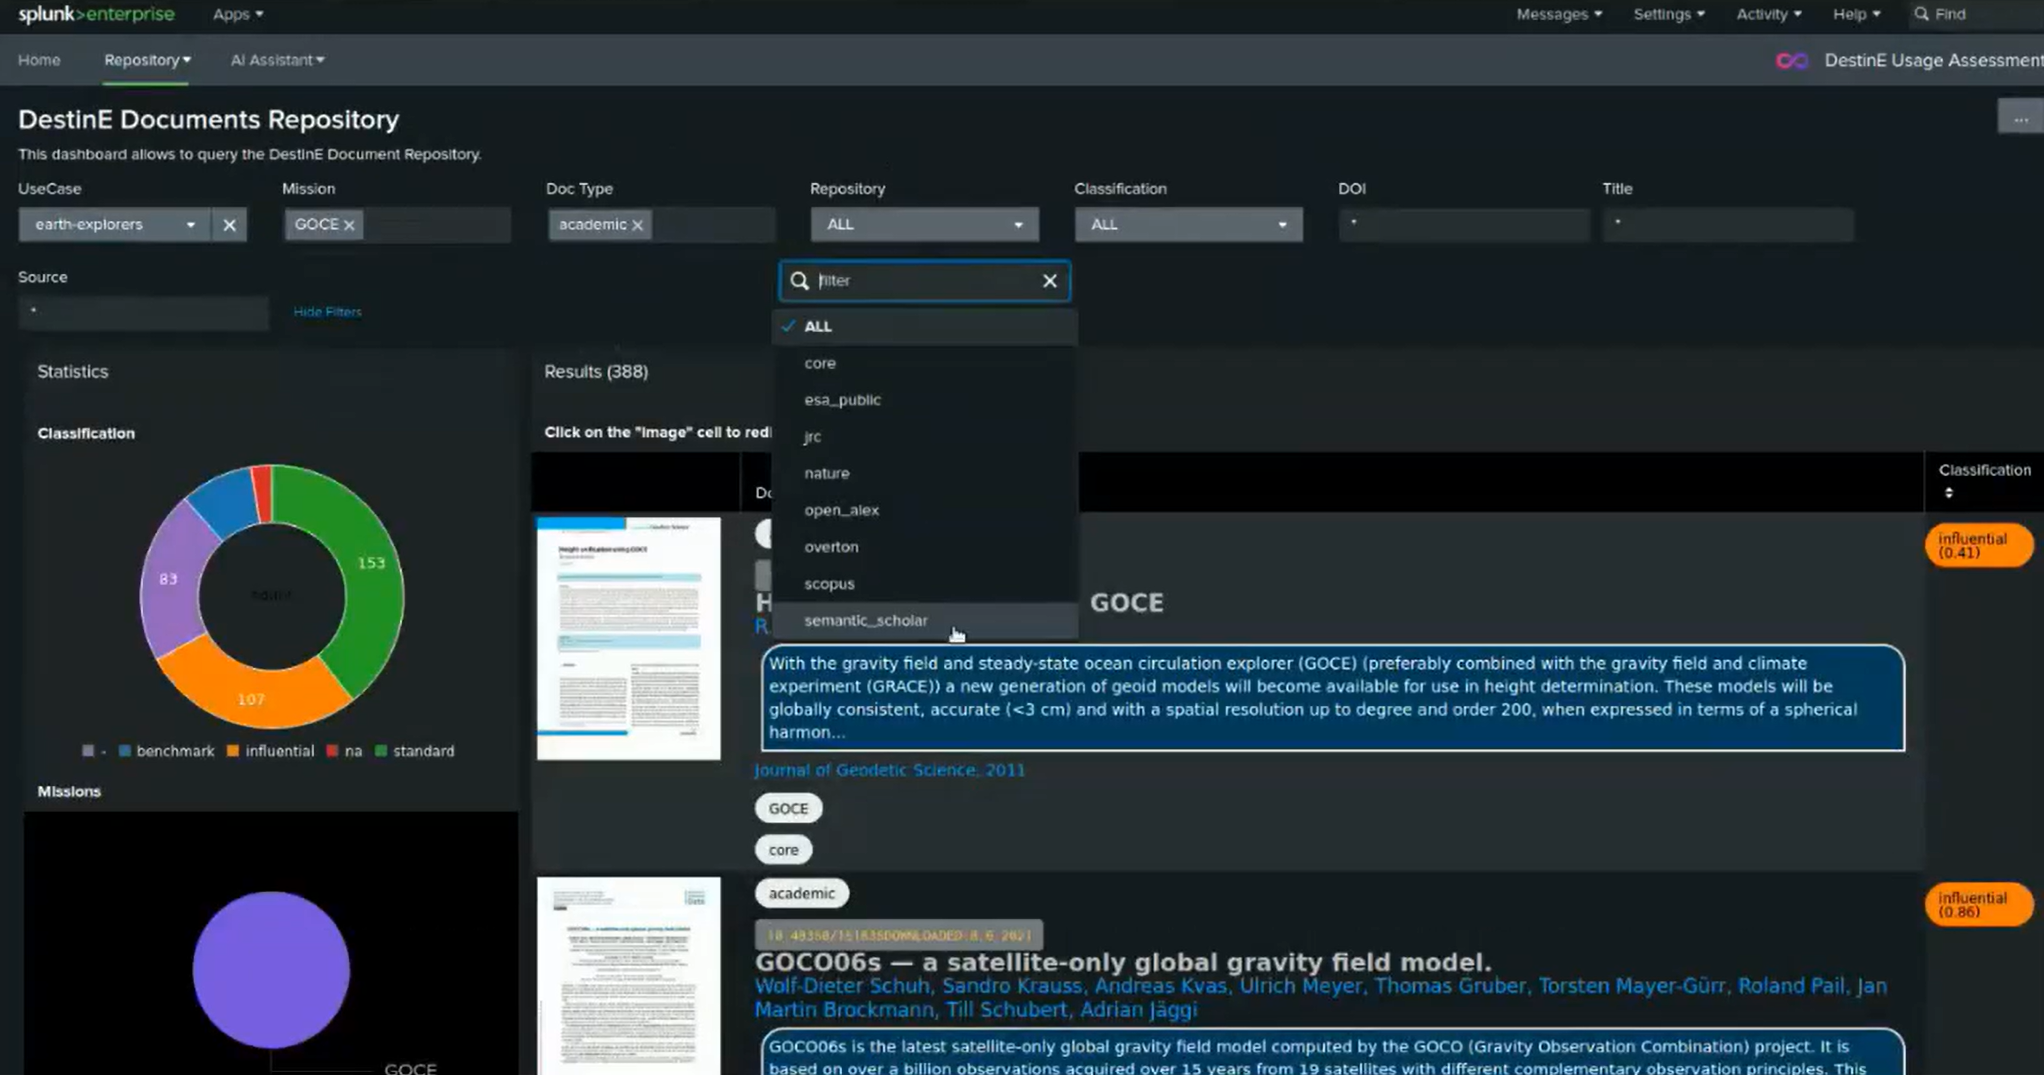 splunk>enterprise Apps Messages Settings Activity Help Find
Home Repository AI Assistant DestinE Usage Assessment
DestinE Documents Repository ...
This dashboard allows to query the DestinE Document Repository.
UseCase Mission Doc Type Repository Classification DOI Title
earth-explorers GOCE academic ALL ALL * *
Source
* Hide Filters
filter
ALL
core
esa_public
jrc
nature
open_alex
overton
scopus
semantic_scholar
Statistics
Classification
153
83
107
- benchmark influential na standard
Missions
GOCE
Results (388)
Click on the "Image" cell to redi
Do Classification
influential
(0.41)
H GOCE
R.
With the gravity field and steady-state ocean circulation explorer (GOCE) (preferably combined with the gravity field and climate
experiment (GRACE)) a new generation of geoid models will become available for use in height determination. These models will be
globally consistent, accurate (<3 cm) and with a spatial resolution up to degree and order 200, when expressed in terms of a spherical
harmon...
Journal of Geodetic Science, 2011
GOCE
core
academic
influential
(0.86)
GOCO06s — a satellite-only global gravity field model.
Wolf-Dieter Schuh, Sandro Krauss, Andreas Kvas, Ulrich Meyer, Thomas Gruber, Torsten Mayer-Gürr, Roland Pail, Jan
Martin Brockmann, Till Schubert, Adrian Jäggi
GOCO06s is the latest satellite-only global gravity field model computed by the GOCO (Gravity Observation Combination) project. It is
based on over a billion observations acquired over 15 years from 19 satellites with different complementary observation principles. This